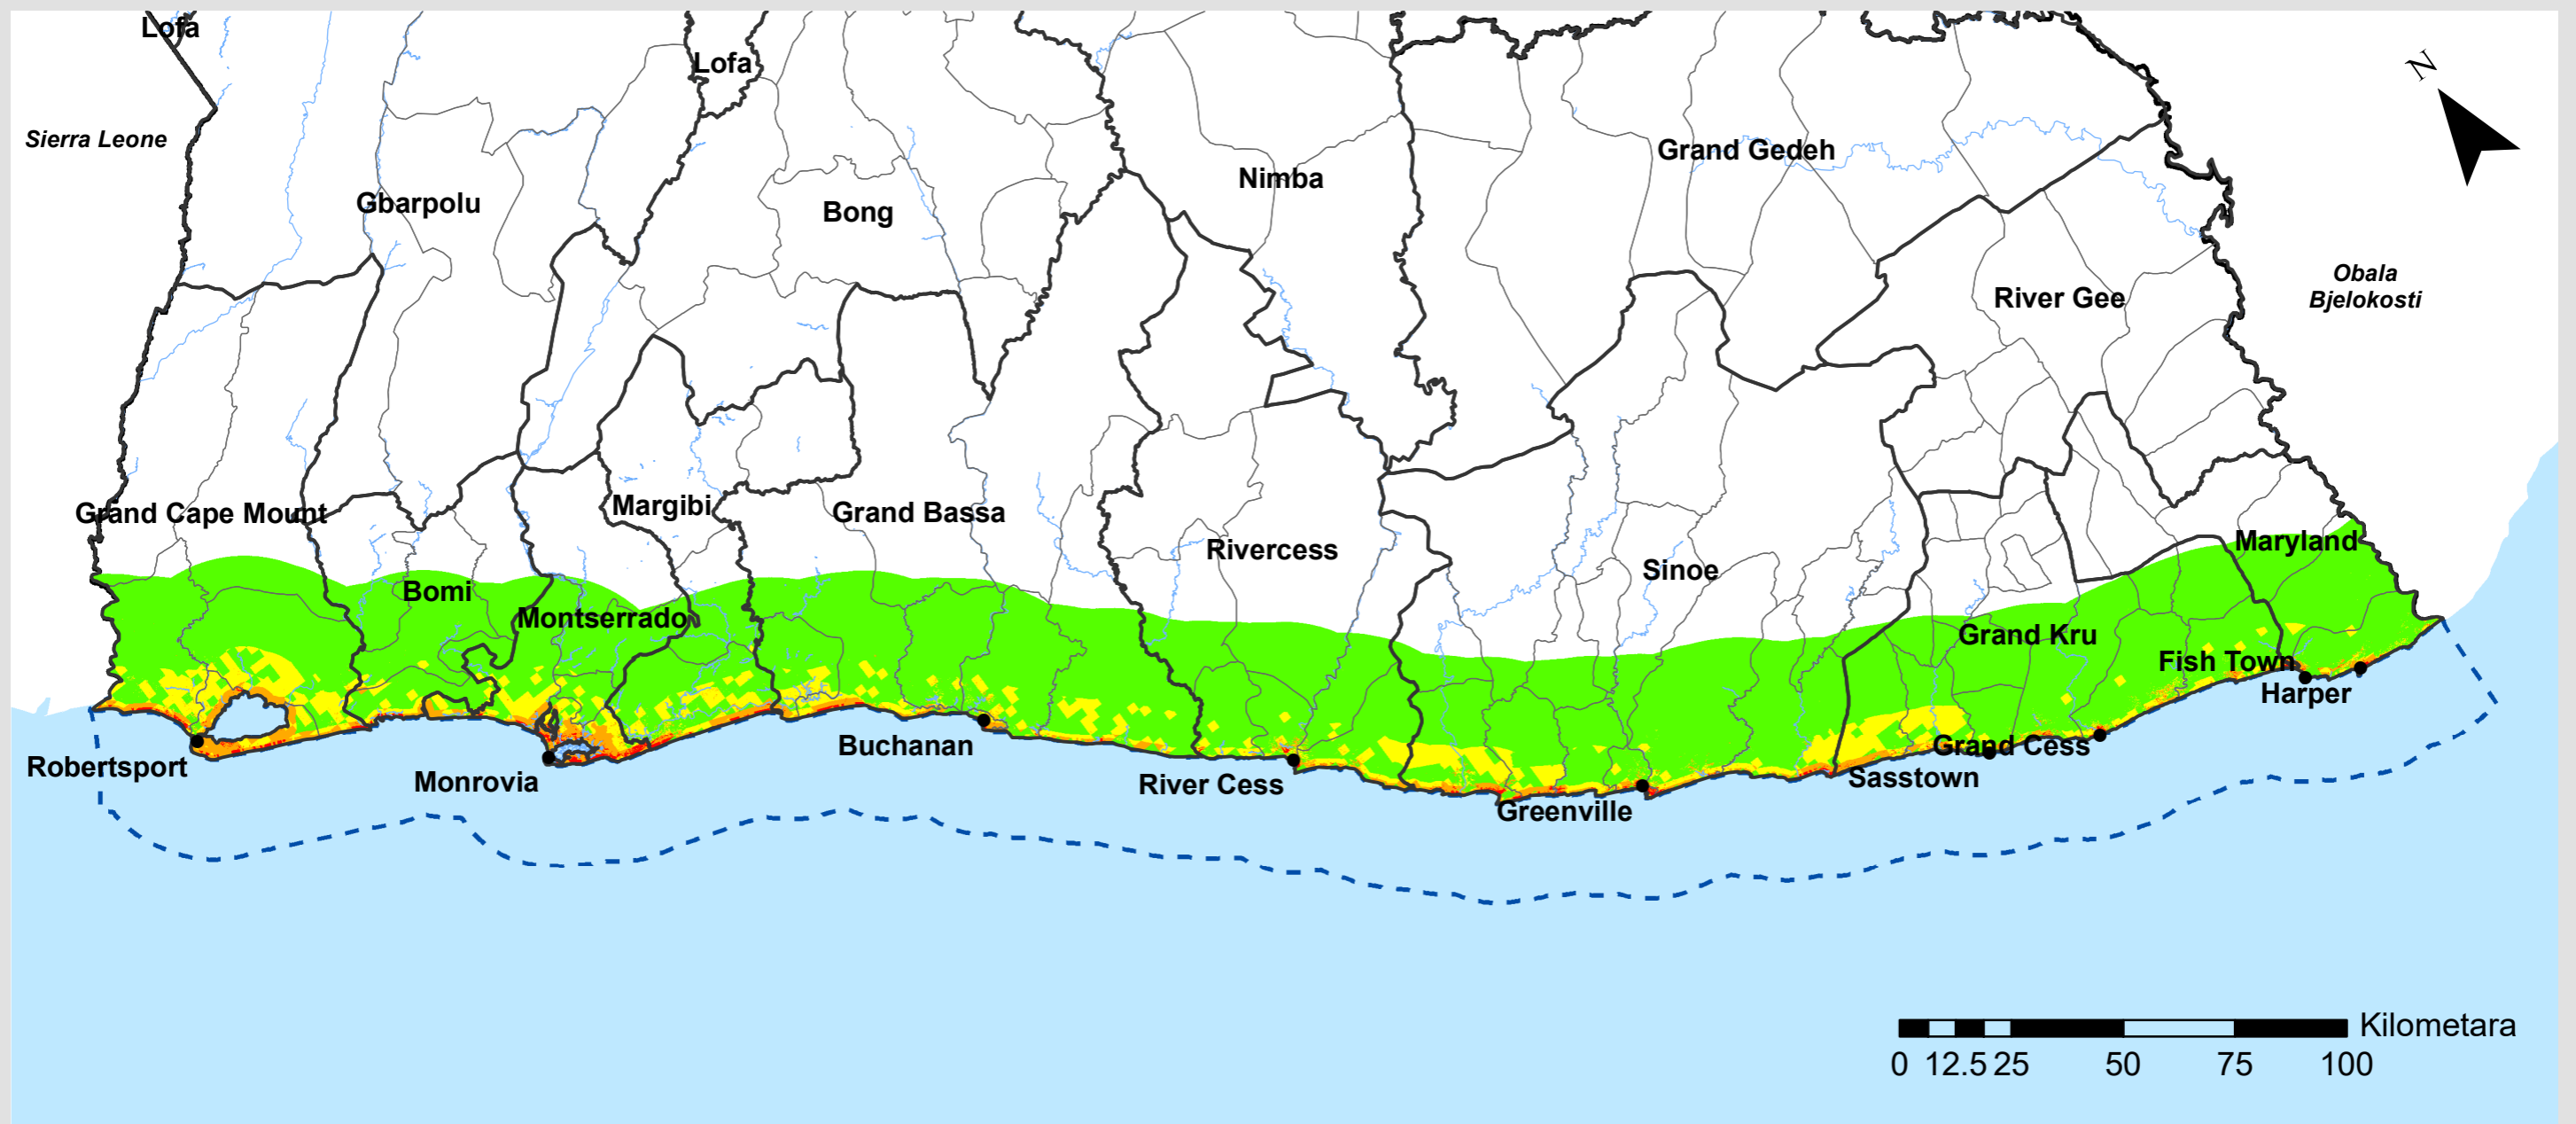 Lofa
Lofa
N
Sierra Leone
Grand Gedeh
Nimba
Gbarpolu
Bong
Obala
Bjelokosti
River Gee
Grand Cape Mount
Margibi
Grand Bassa
Rivercess
Sinoe
Maryland
Bomi
Montserrado
Grand Kru
Fish Town
Harper
Buchanan
Grand Cess
Robertsport
Monrovia
River Cess
Sasstown
Greenville
Kilometara
0 12.5 25 50 75 100